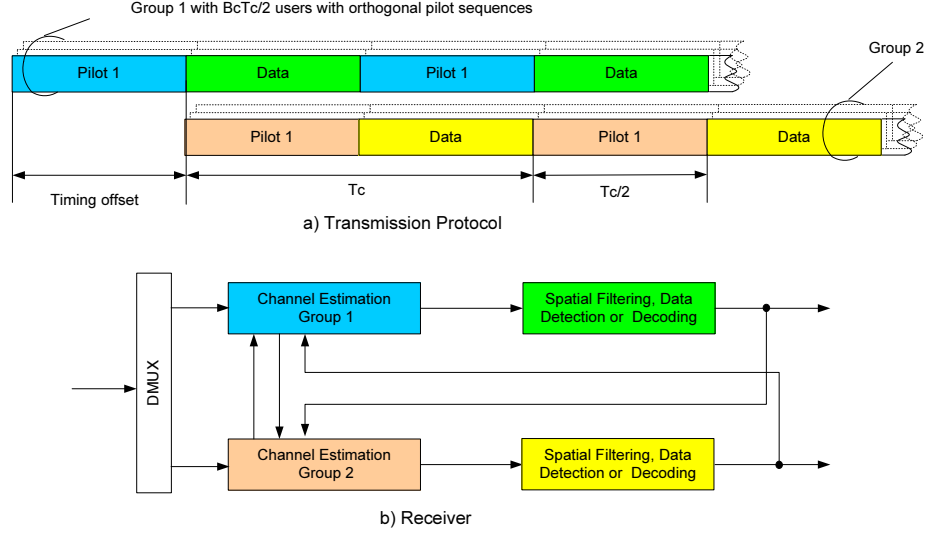 Group 1 with BcTc/2 users with orthogonal pilot sequences
Group 2
Pilot 1 Data Pilot 1 Data
Pilot 1 Data Pilot 1 Data
Timing offset Tc Tc/2
a) Transmission Protocol
DMUX
Channel Estimation
Group 1
Spatial Filtering, Data
Detection or Decoding
Channel Estimation
Group 2
Spatial Filtering, Data
Detection or Decoding
b) Receiver